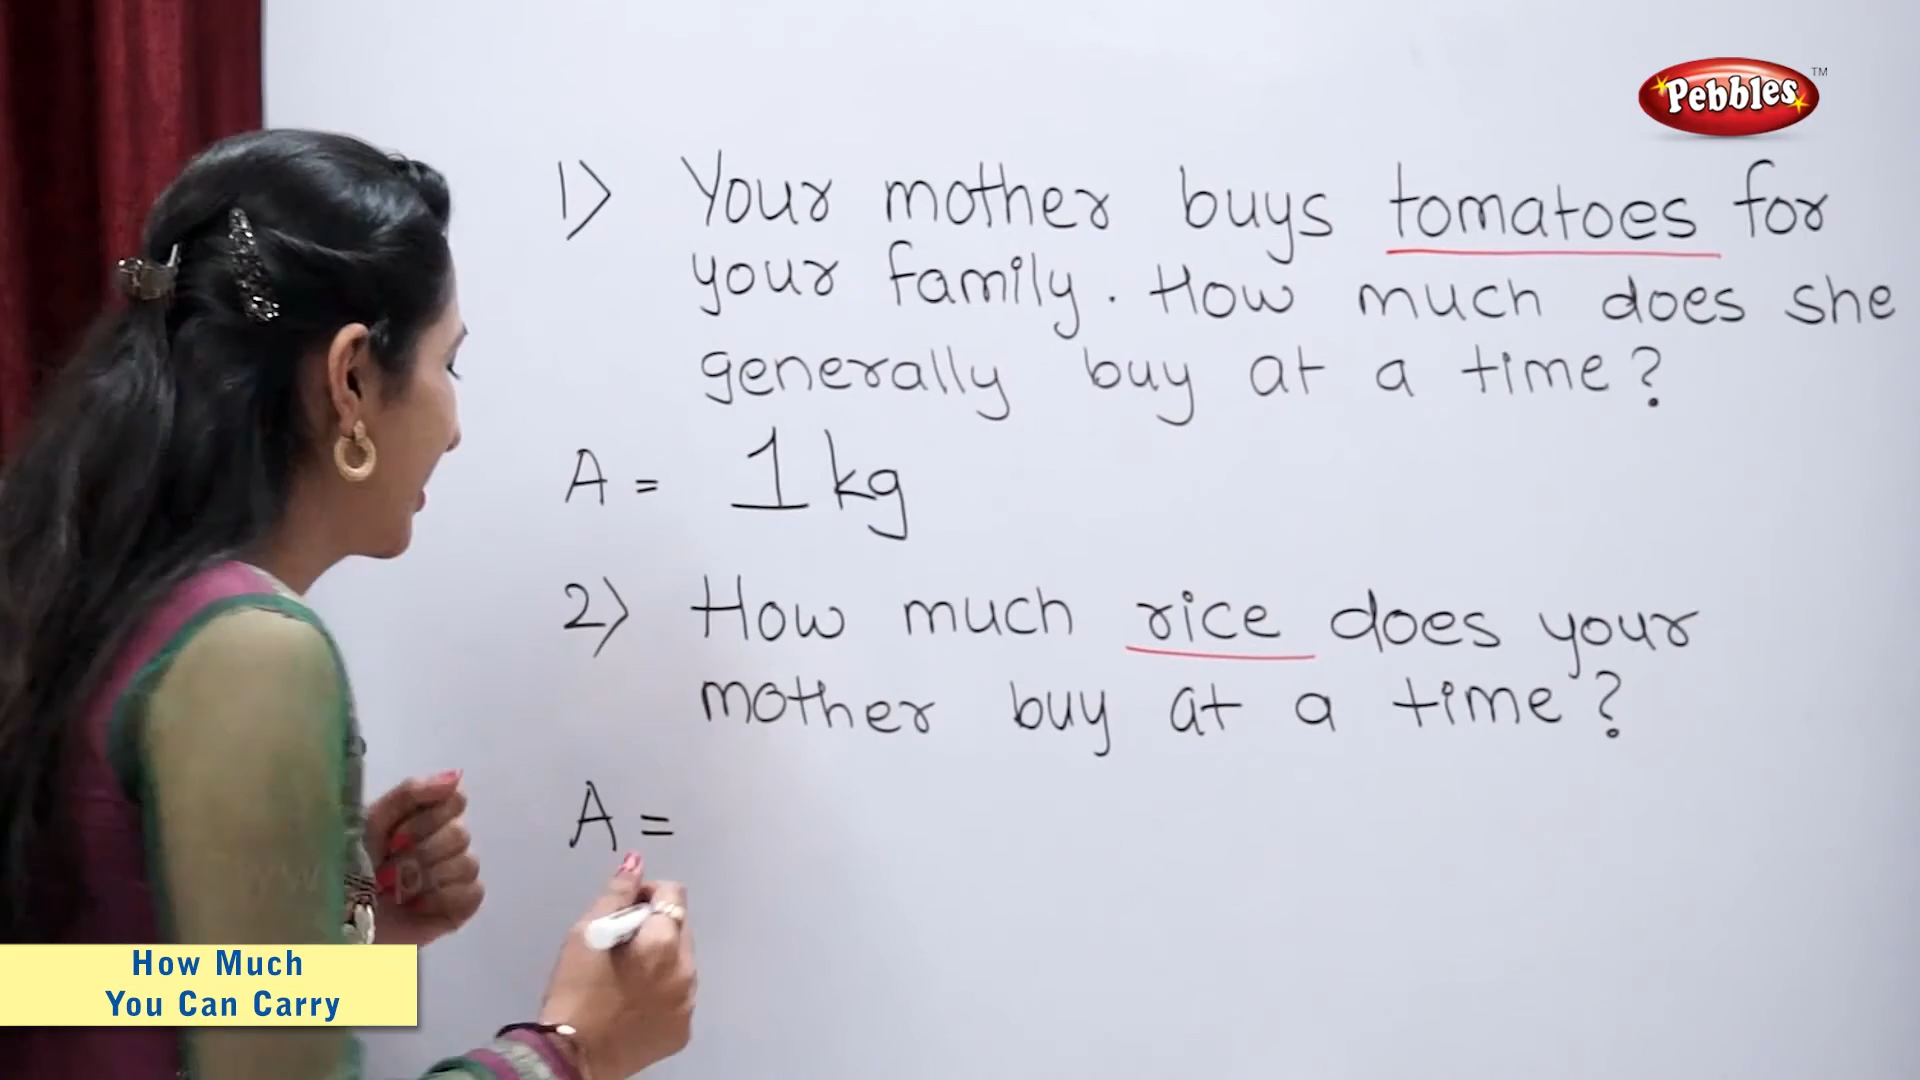 Pebbles TM
1) Your mother buys tomatoes for
your family. How much does she
generally buy at a time?
A = 1 kg
2) How much rice does your
mother buy at a time?
A =
How Much
You Can Carry